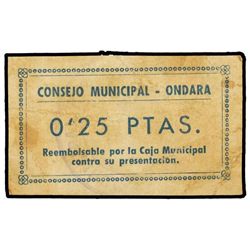 CONSEJO MUNICIPAL - ONDARA
0'25 PTAS.
Reembolsable por la Caja Municipal
contra su presentación.